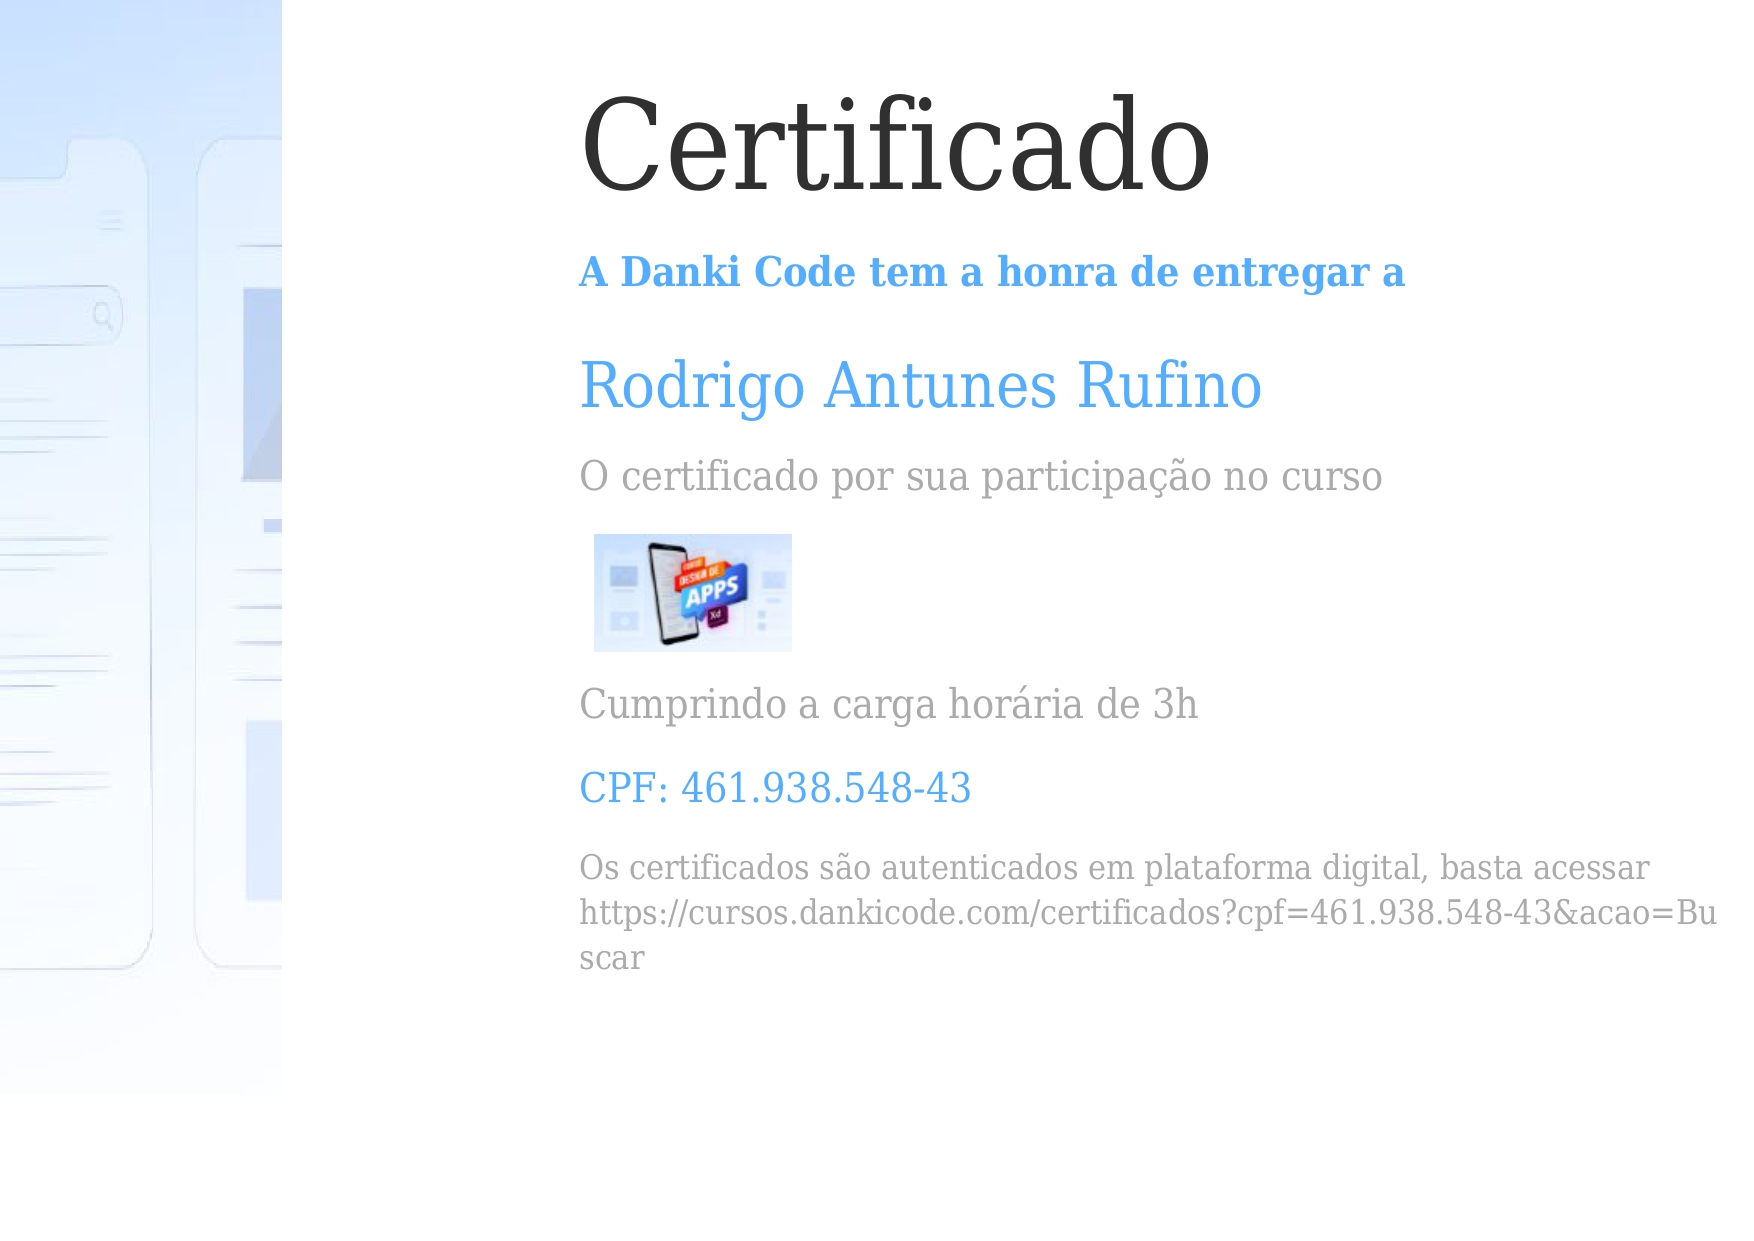 Certificado
A Danki Code tem a honra de entregar a
Rodrigo Antunes Rufino
O certificado por sua participação no curso
CURSO
DESIGN DE
APPS
Xd
Cumprindo a carga horária de 3h
CPF: 461.938.548-43
Os certificados são autenticados em plataforma digital, basta acessar
https://cursos.dankicode.com/certificados?cpf=461.938.548-43&acao=Bu
scar